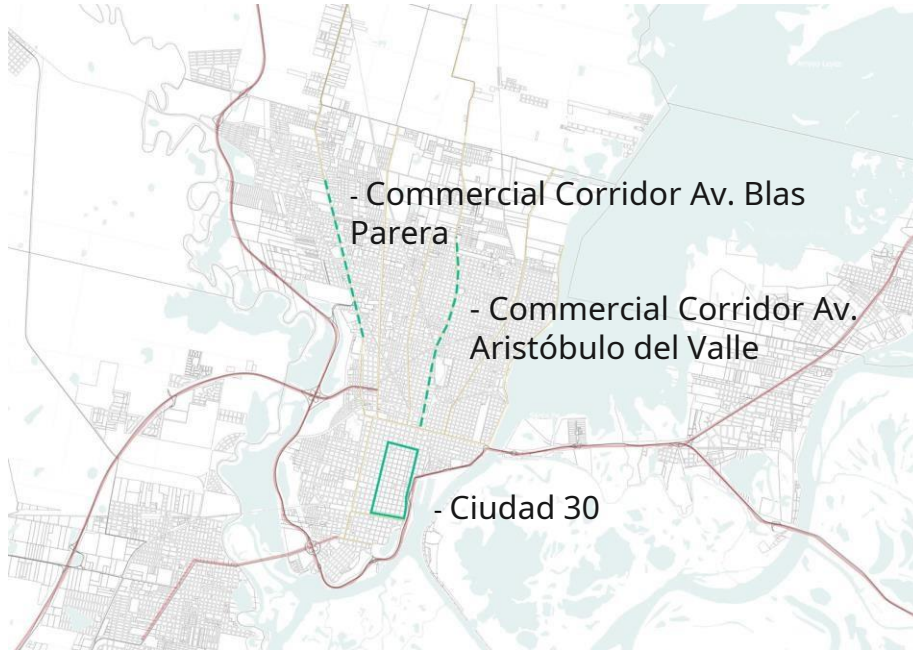 - Commercial Corridor Av. Blas
Parera
- Commercial Corridor Av.
Aristóbulo del Valle
- Ciudad 30